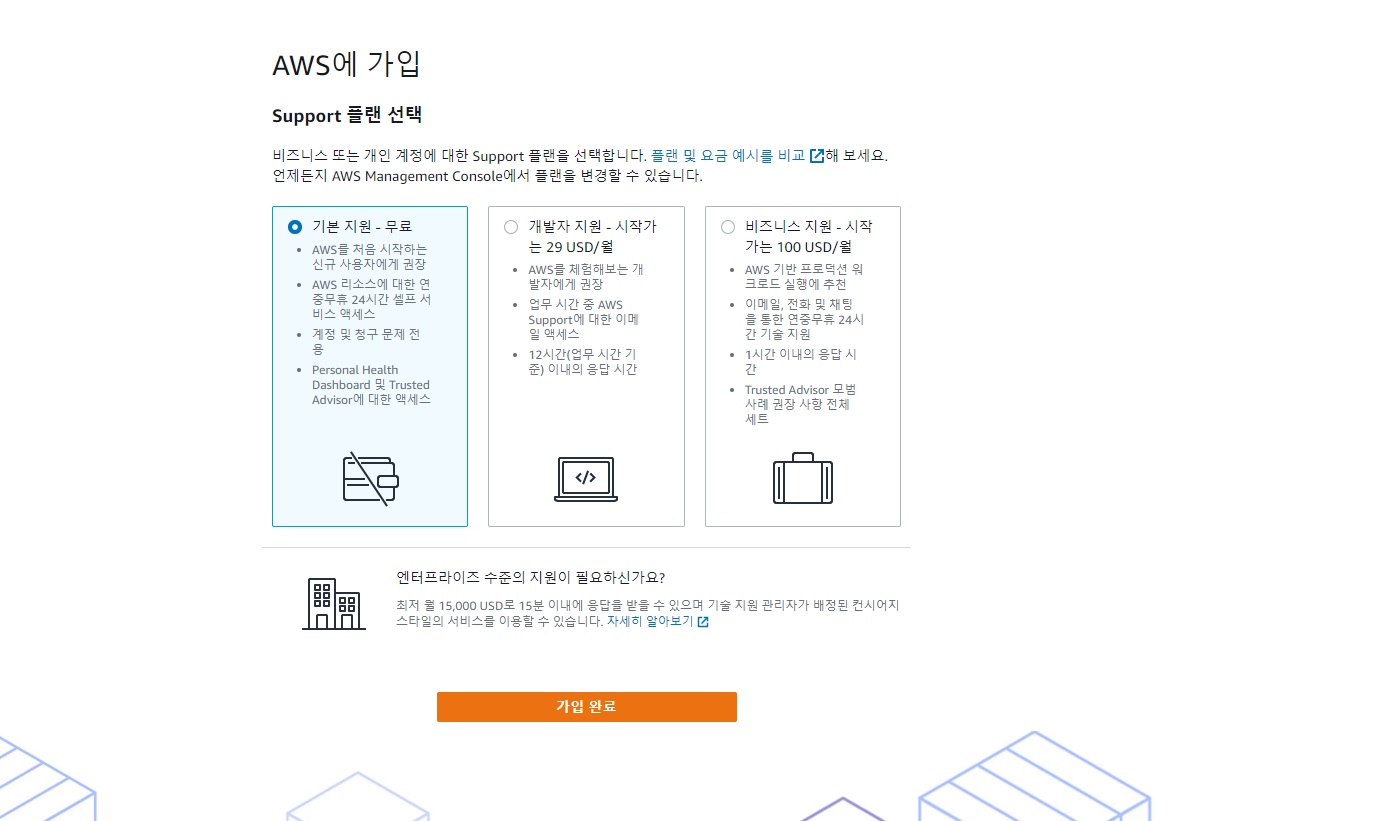 AWS에 가입
Support 플랜 선택
비즈니스 또는 개인 계정에 대한 Support 플랜을 선택합니다. 플랜 및 요금 예시를 비교해 보세요.
언제든지 AWS Management Console에서 플랜을 변경할 수 있습니다.
기본 지원 - 무료
• AWS를 처음 시작하는
신규 사용자에게 권장
• AWS 리소스에 대한 연
중무휴 24시간 셀프 서
비스 액세스
• 계정 및 청구 문제 전
용
• Personal Health
Dashboard 및 Trusted
Advisor에 대한 액세스
개발자 지원 - 시작가
는 29 USD/월
• AWS를 체험해보는 개
발자에게 권장
• 업무 시간 중 AWS
Support에 대한 이메
일 액세스
• 12시간(업무 시간 기
준) 이내의 응답 시간
</>
비즈니스 지원 - 시작
가는 100 USD/월
• AWS 기반 프로덕션 워
크로드 실행에 추천
• 이메일, 전화 및 채팅
을 통한 연중무휴 24시
간 기술 지원
• 1시간 이내의 응답 시
간
• Trusted Advisor 모범
사례 권장 사항 전체
세트
엔터프라이즈 수준의 지원이 필요하신가요?
최저 월 15,000 USD로 15분 이내에 응답을 받을 수 있으며 기술 지원 관리자가 배정된 컨시어지
스타일의 서비스를 이용할 수 있습니다. 자세히 알아보기
가입 완료